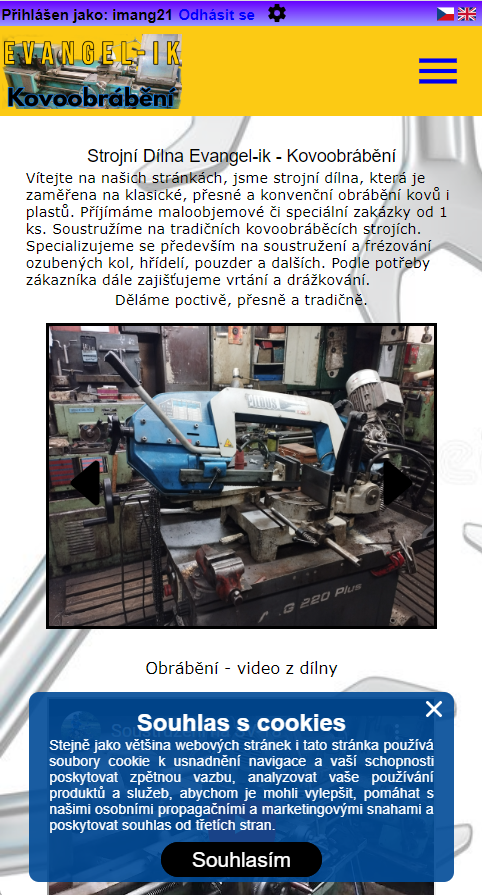 Přihlášen jako: imang21 Odhásit se
EVANGEL-IK
Kovoobrábění
Strojní Dílna Evangel-ik - Kovoobrábění
Vítejte na našich stránkách, jsme strojní dílna, která je
zaměřena na klasické, přesné a konvenční obrábění kovů i
plastů. Příjímáme maloobjemové či speciální zakázky od 1
ks. Soustružíme na tradičních kovoobráběcích strojích.
Specializujeme se především na soustružení a frézování
ozubených kol, hřídelí, pouzder a dalších. Podle potřeby
zákazníka dále zajišťujeme vrtání a drážkování.
Děláme poctivě, přesně a tradičně.
G 220 Plus
Obrábění - video z dílny
Souhlas s cookies
Stejně jako většina webových stránek i tato stránka používá
soubory cookie k usnadnění navigace a vaší schopnosti
poskytovat zpětnou vazbu, analyzovat vaše používání
produktů a služeb, abychom je mohli vylepšit, pomáhat s
našimi osobními propagačními a marketingovými snahami a
poskytovat souhlas od třetích stran.
Souhlasím